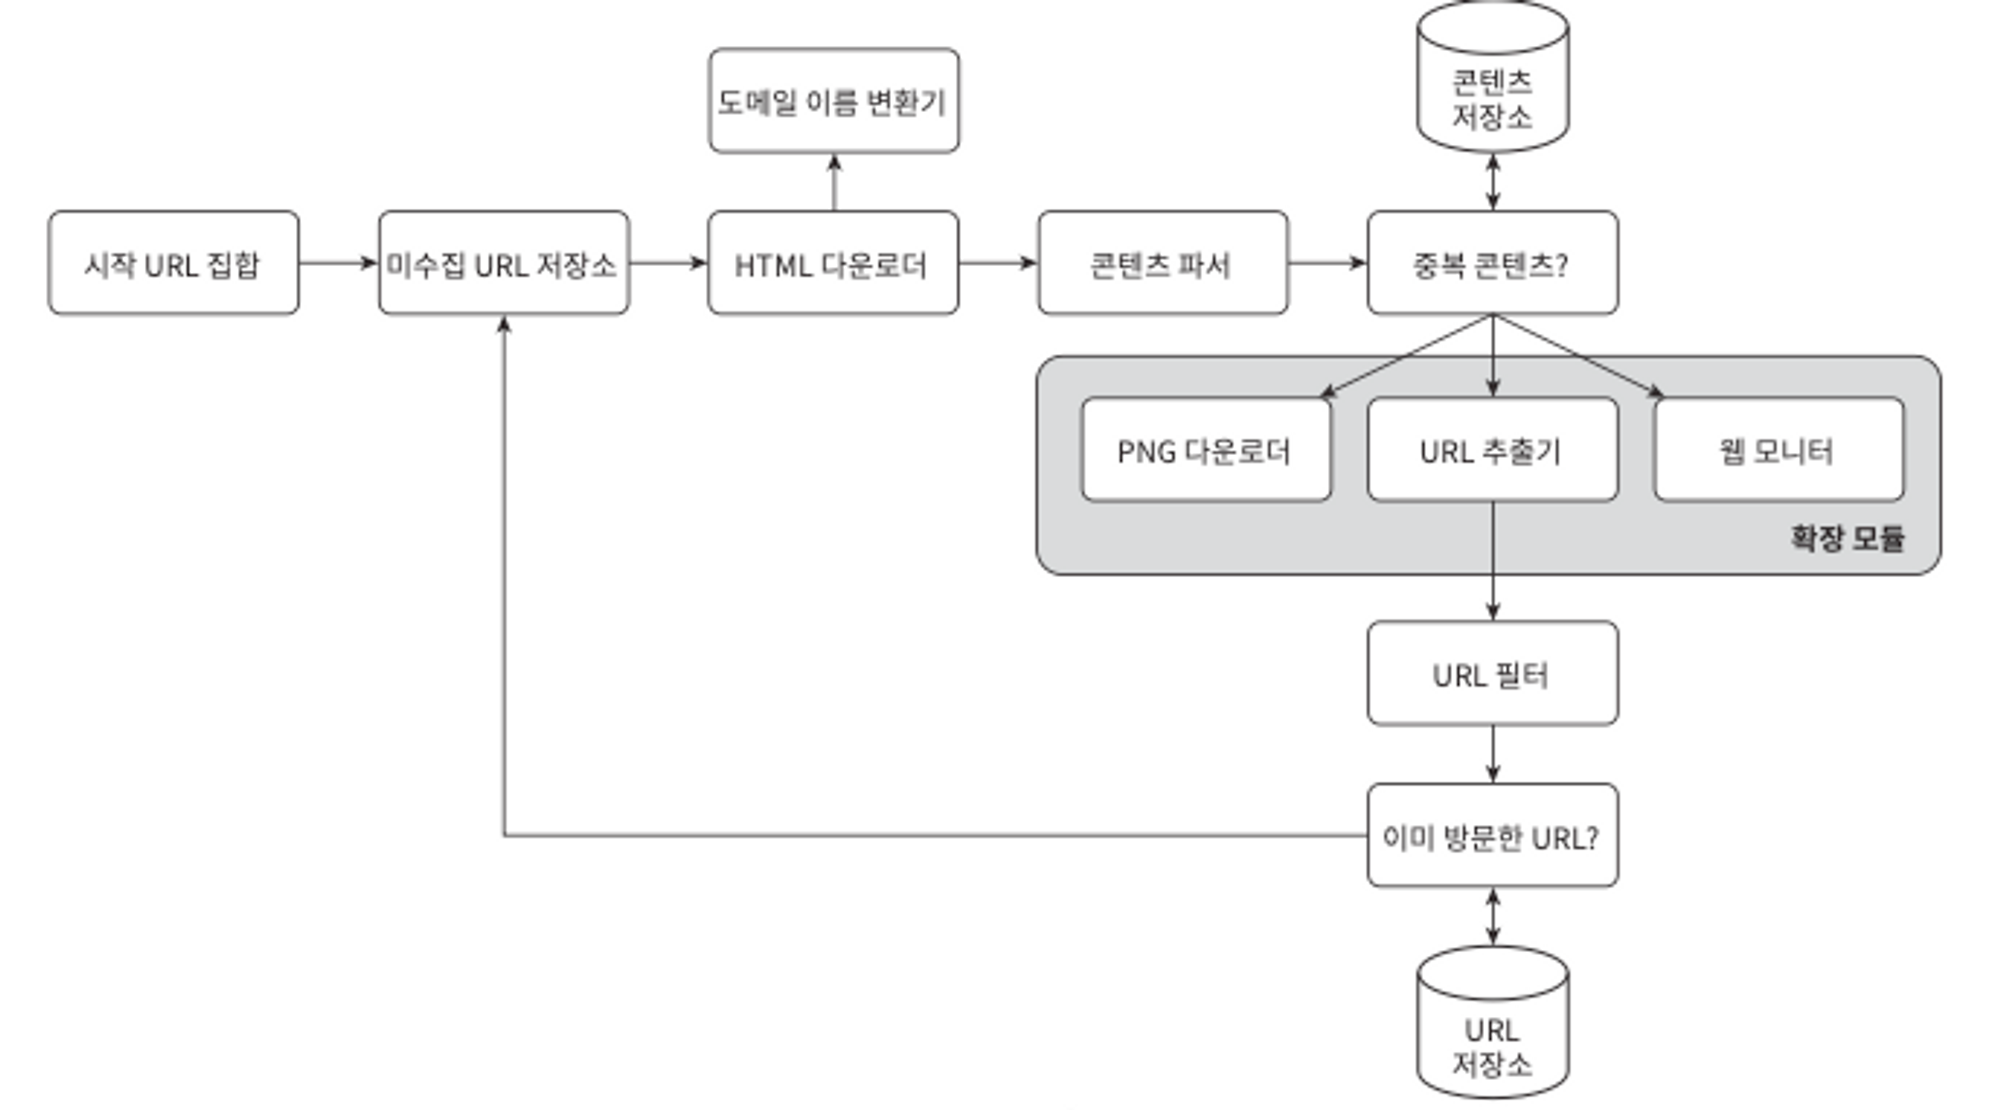 콘텐츠
저장소
도메일 이름 변환기
시작 URL 집합
미수집 URL 저장소
HTML 다운로더
콘텐츠 파서
중복 콘텐츠?
PNG 다운로더
URL 추출기
웹 모니터
확장 모듈
URL 필터
이미 방문한 URL?
URL
저장소